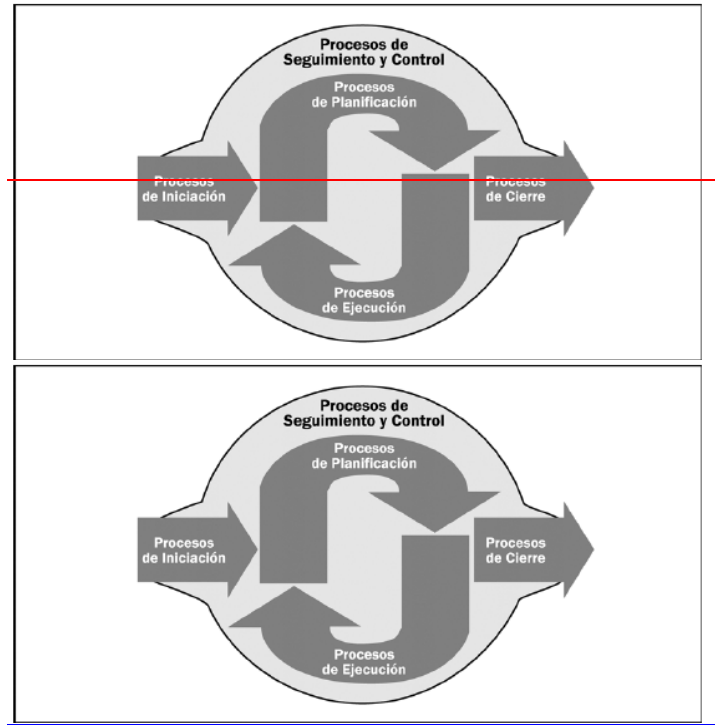 Procesos de
Seguimiento y Control
Procesos
de Planificación
Procesos
de Iniciación
Procesos
de Cierre
Procesos
de Ejecución
Procesos de
Seguimiento y Control
Procesos
de Planificación
Procesos
de Iniciación
Procesos
de Cierre
Procesos
de Ejecución